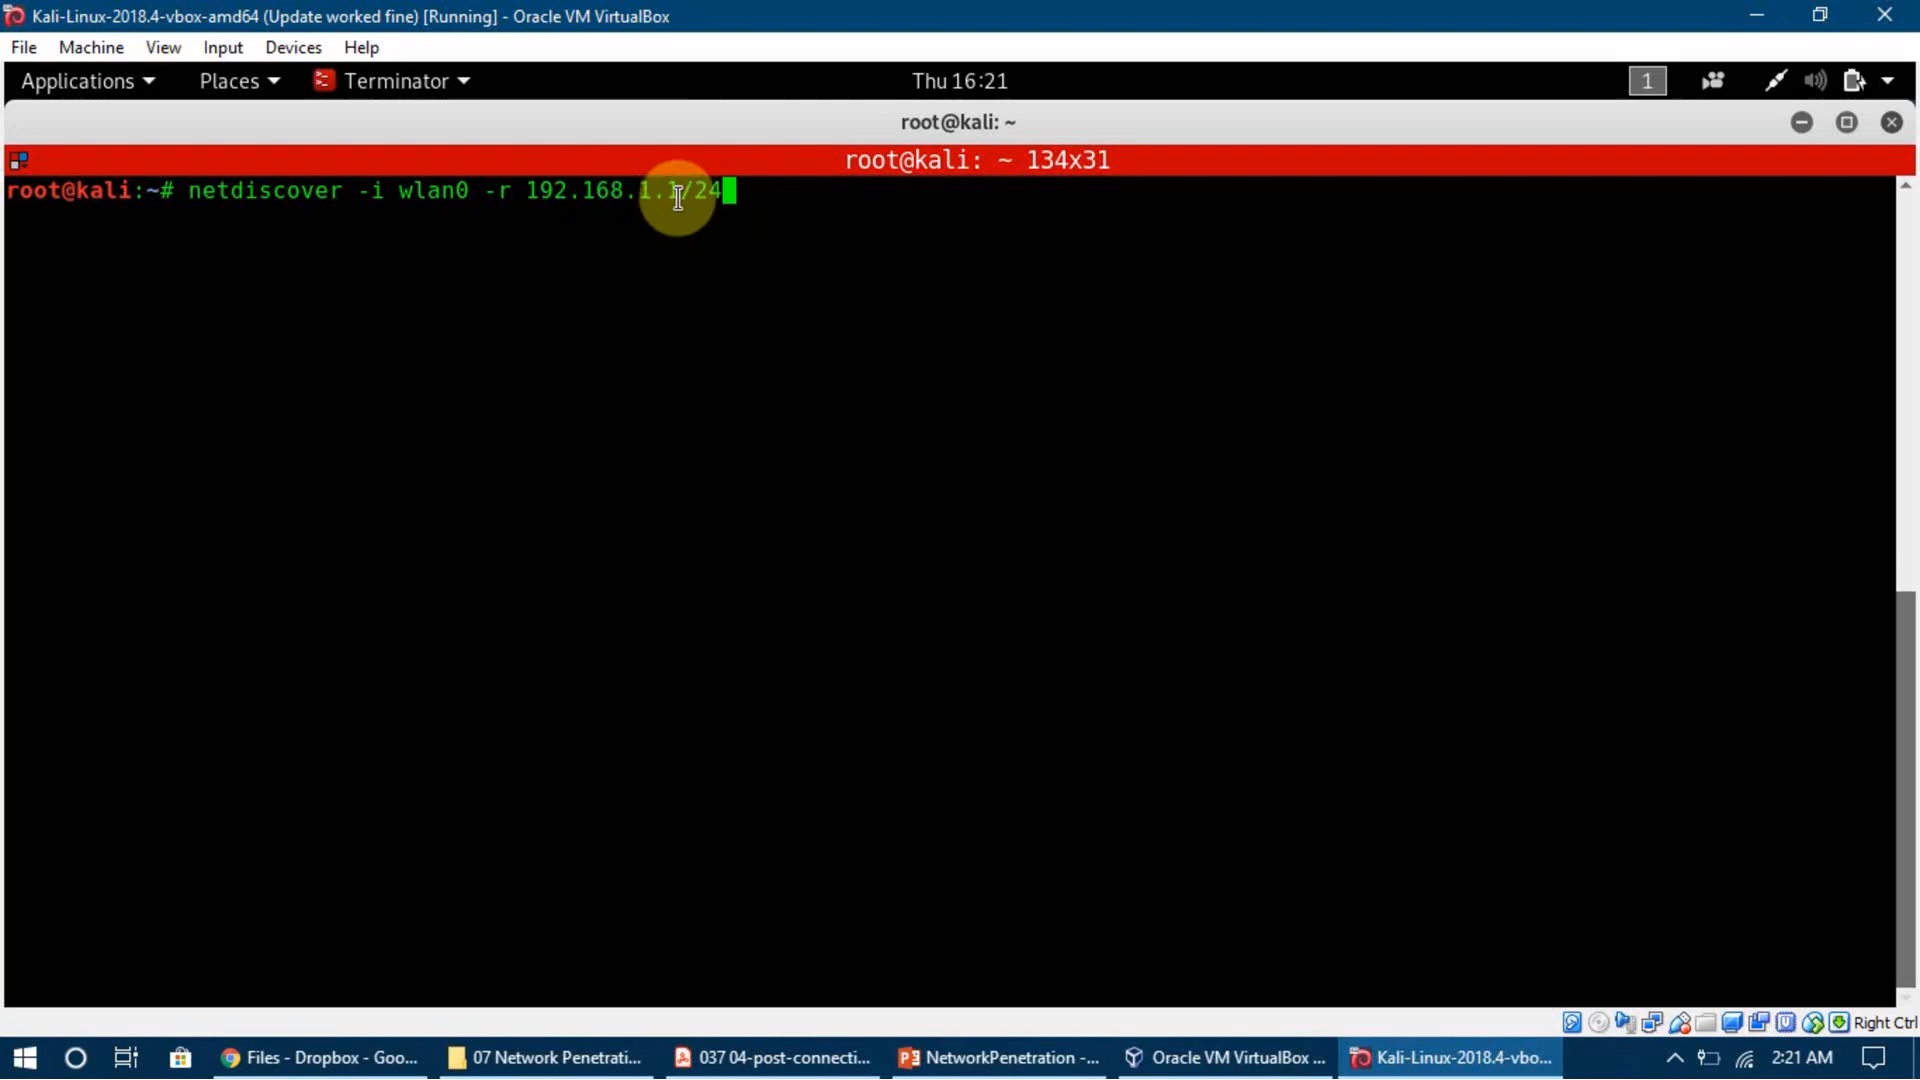 Kali-Linux-2018.4-vbox-amd64 (Update worked fine) [Running] - Oracle VM VirtualBox
File Machine View Input Devices Help
Applications Places Terminator Thu 16:21 1
root@kali: ~
root@kali: ~ 134x31
root@kali:~# netdiscover -i wlan0 -r 192.168.1.1/24
Right Ctrl
Files - Dropbox - Goo... 07 Network Penetrati... 037 04-post-connecti... NetworkPenetration -... Oracle VM VirtualBox ... Kali-Linux-2018.4-vbo... 2:21 AM